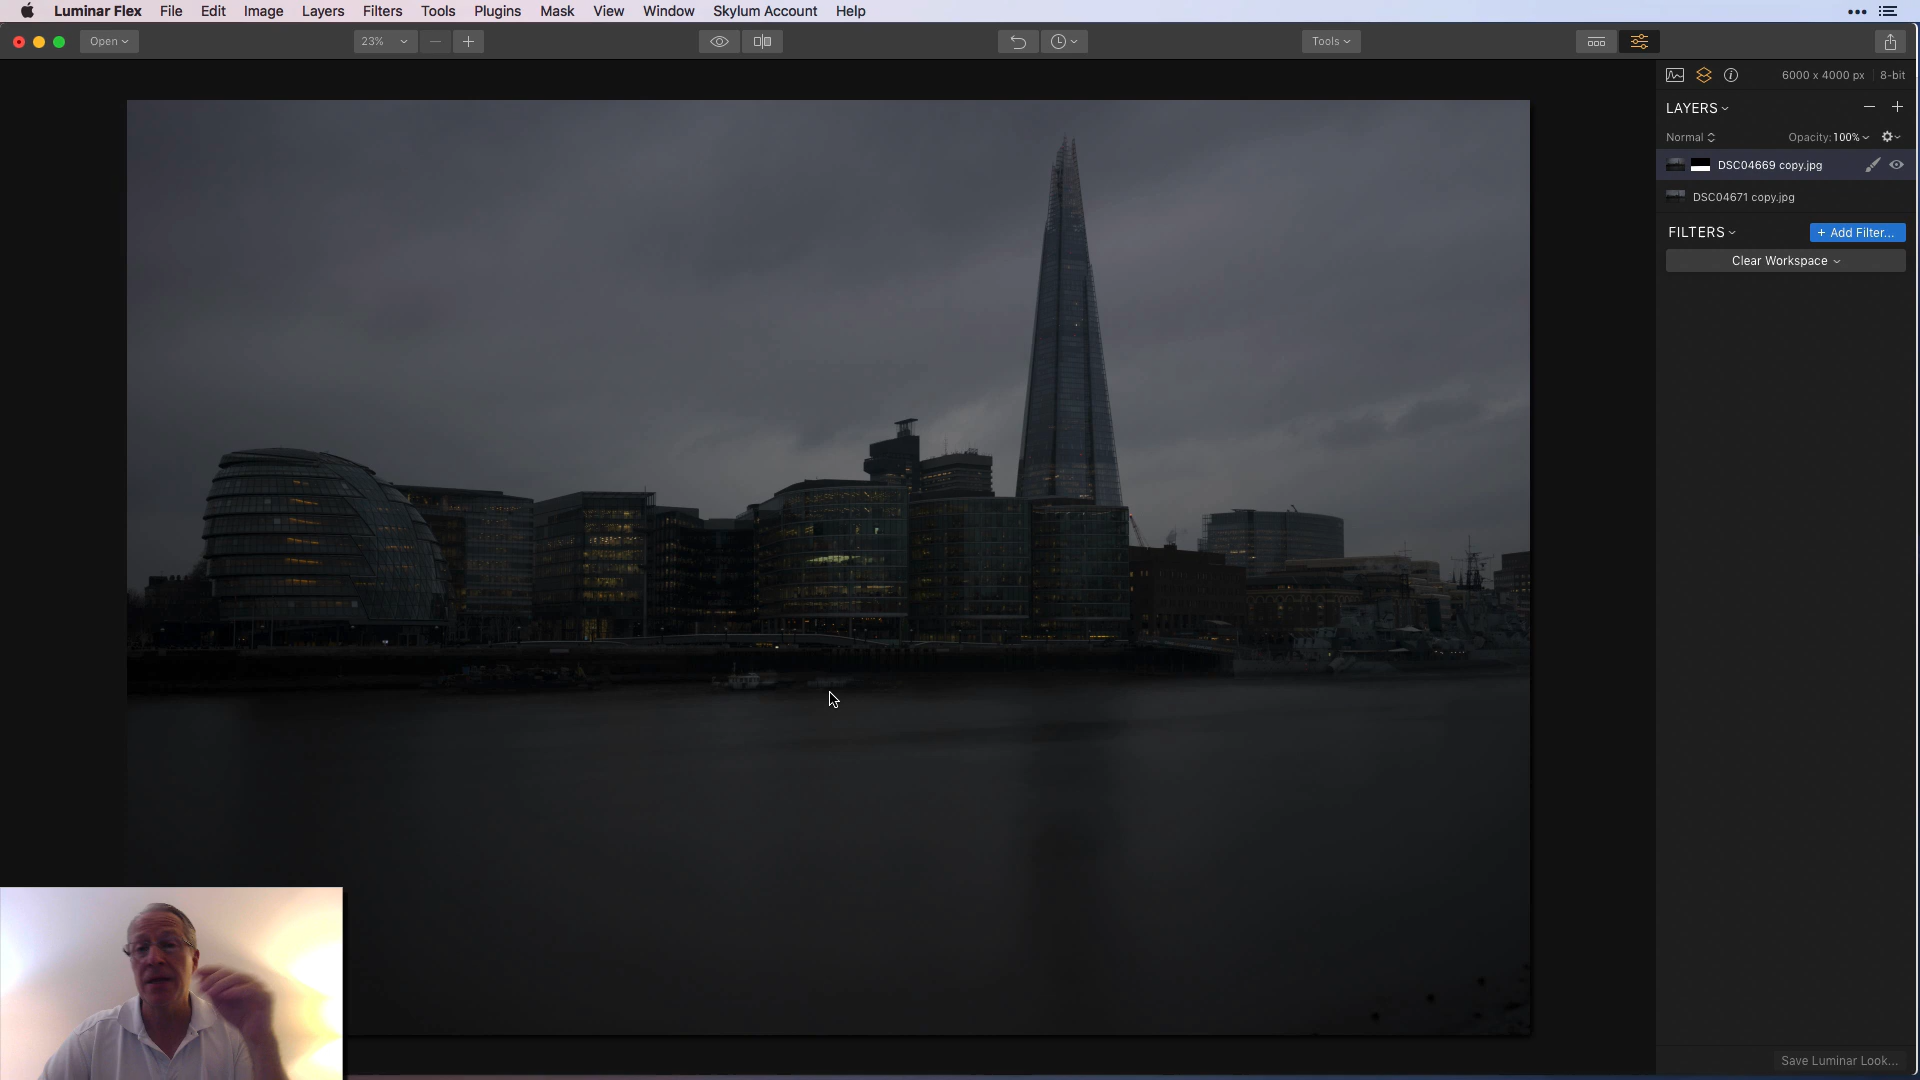 Luminar Flex File Edit Image Layers Filters Tools Plugins Mask View Window Skylum Account Help
Open 23% Tools
6000 x 4000 px 8-bit
LAYERS
Normal Opacity: 100%
DSC04669 copy.jpg
DSC04671 copy.jpg
FILTERS + Add Filter...
Clear Workspace
Save Luminar Look...